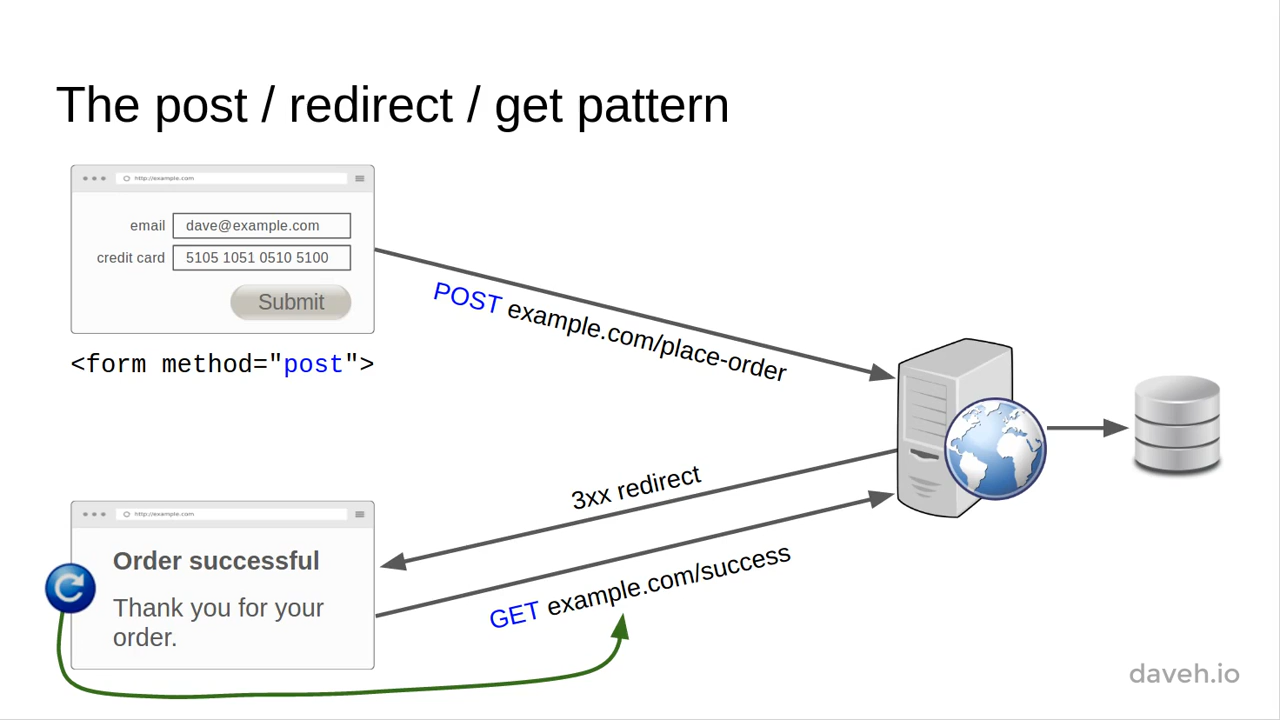 The post / redirect / get pattern
http://example.com
email dave@example.com
credit card 5105 1051 0510 5100
Submit
<form method="post">
POST example.com/place-order
3xx redirect
GET example.com/success
http://example.com
Order successful
Thank you for your
order.
daveh.io